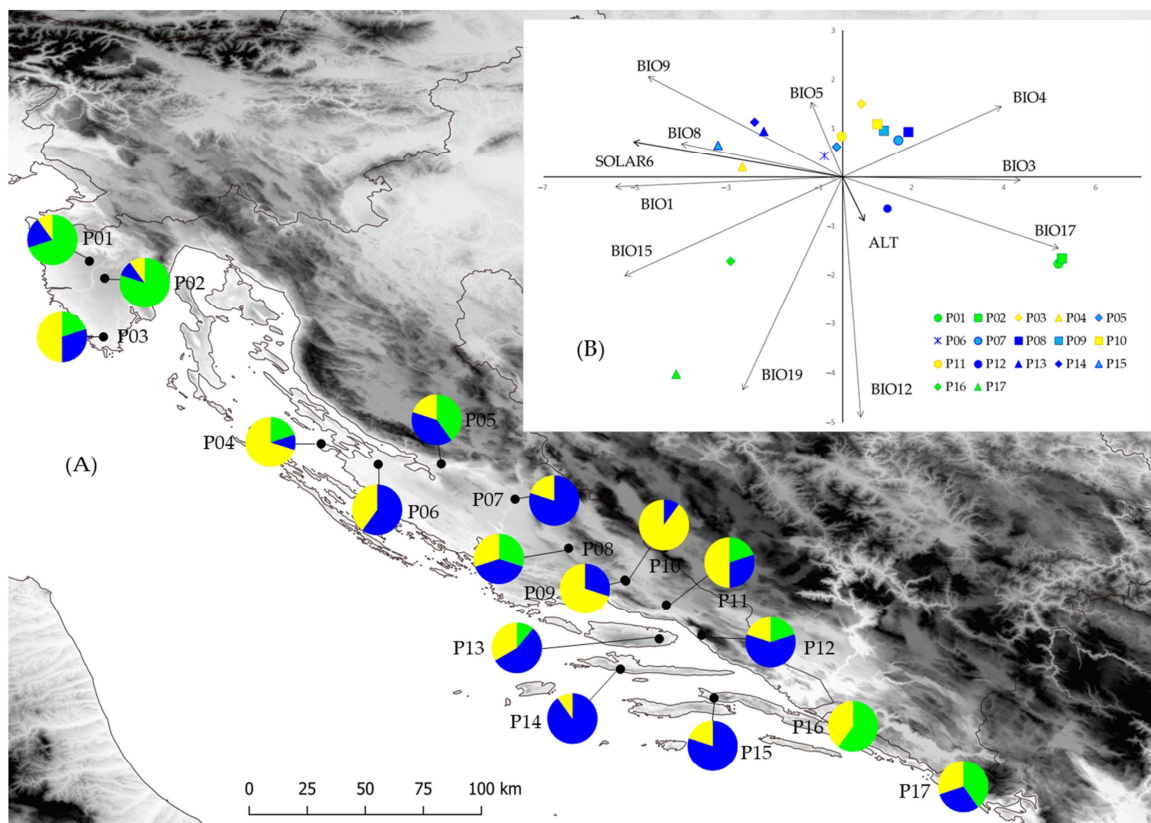 3
BIO9
2
BIO5
BIO4
1
BIO8
SOLAR6
BIO3
-7
-3
-1
2
6
BIO1
ALT
BIO17
-1
BIO15
-2
P01 P02 P03 P04 P05
P06 P07 P08 P09 P10
P11 P12 P13 P14 P15
P16 P17
(B)
-3
BIO19
-4
BIO12
-5
P01
P02
P03
P04
(A)
P05
P06
P07
P08
P10
P09
P11
P13
P12
P14
P15
P16
P17
0 25 50 75 100 km